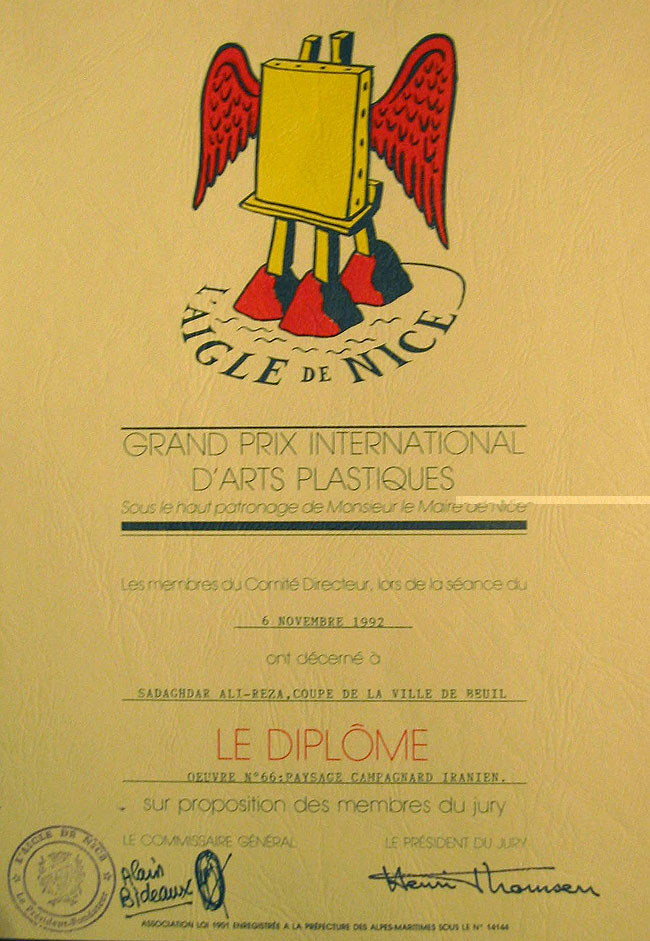 L'AIGLE DE NICE
GRAND PRIX INTERNATIONAL
D'ARTS PLASTIQUES
Sous le haut patronage de Monsieur le Maire de Nice
Les membres du Comité Directeur, lors de la séance du
6 NOVEMBRE 1992
ont décerné à
SADAGHDAR ALI-REZA,COUPE DE LA VILLE DE BEUIL
LE DIPLÔME
OEUVRE N°66:PAYSAGE CAMPAGNARD IRANIEN.
sur proposition des membres du jury
LE COMMISSAIRE GÉNÉRAL LE PRÉSIDENT DU JURY
L'AIGLE DE NICE
Le Président-Fondateur
Alain
Bideaux
Henri Thomsen
ASSOCIATION LOI 1901 ENREGISTRÉE A LA PRÉFECTURE DES ALPES-MARITIMES SOUS LE N° 14144